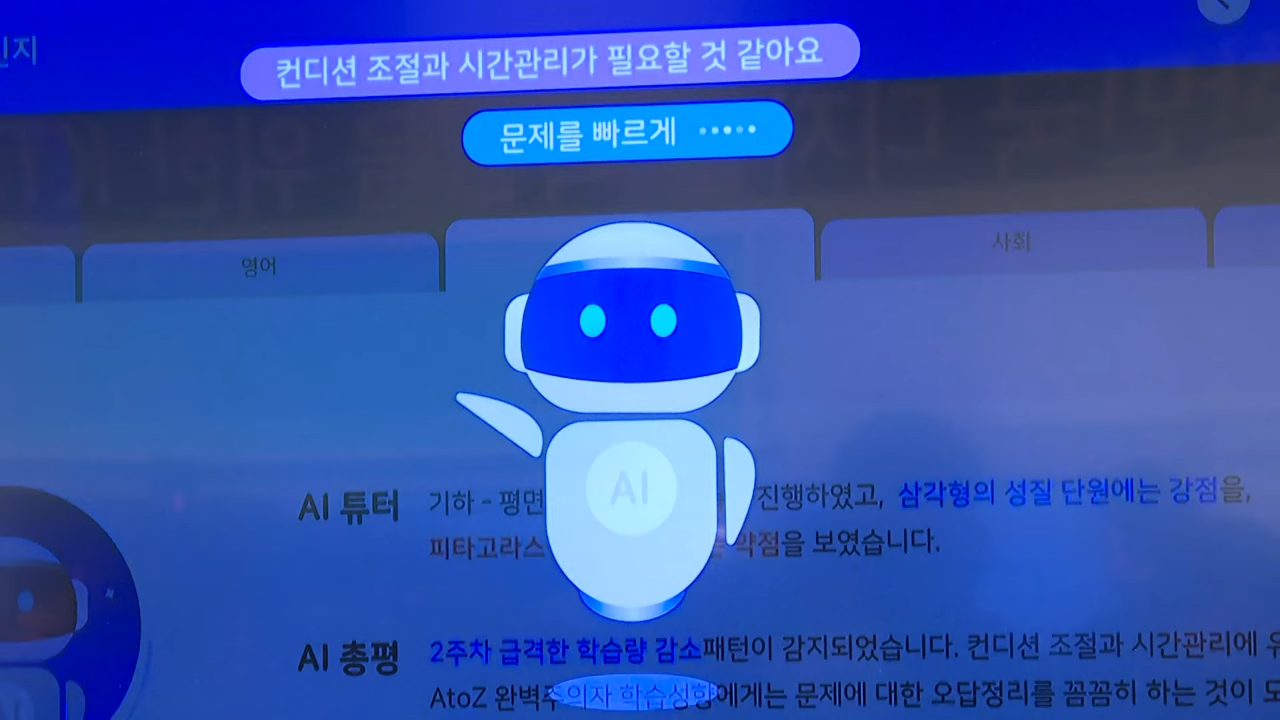 컨디션 조절과 시간관리가 필요할 것 같아요
문제를 빠르게
영어
사회
AI
AI 튜터
기하 - 평면 진행하였고, 삼각형의 성질 단원에는 강점을,
피타고라스 약점을 보였습니다.
AI 총평
2주차 급격한 학습량 감소패턴이 감지되었습니다. 컨디션 조절과 시간관리에
AtoZ 완벽주의자 학습성향에게는 문제에 대한 오답정리를 꼼꼼히 하는 것이